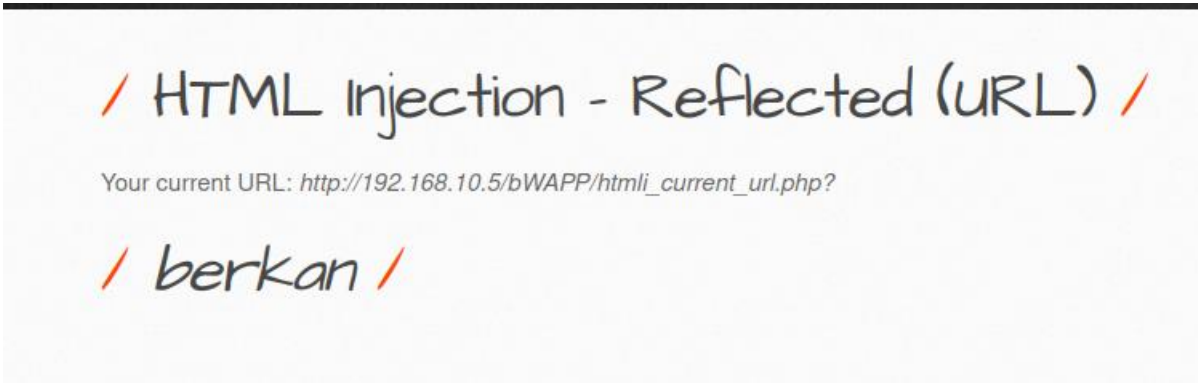 / HTML Injection - Reflected (URL) /
Your current URL: http://192.168.10.5/bWAPP/htmli_current_url.php?
/ berkan /